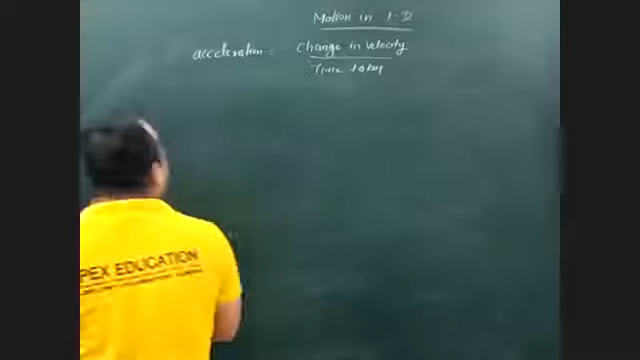 Motion in 1-D
acceleration = Change in velocity
Time taken
PEX EDUCATION